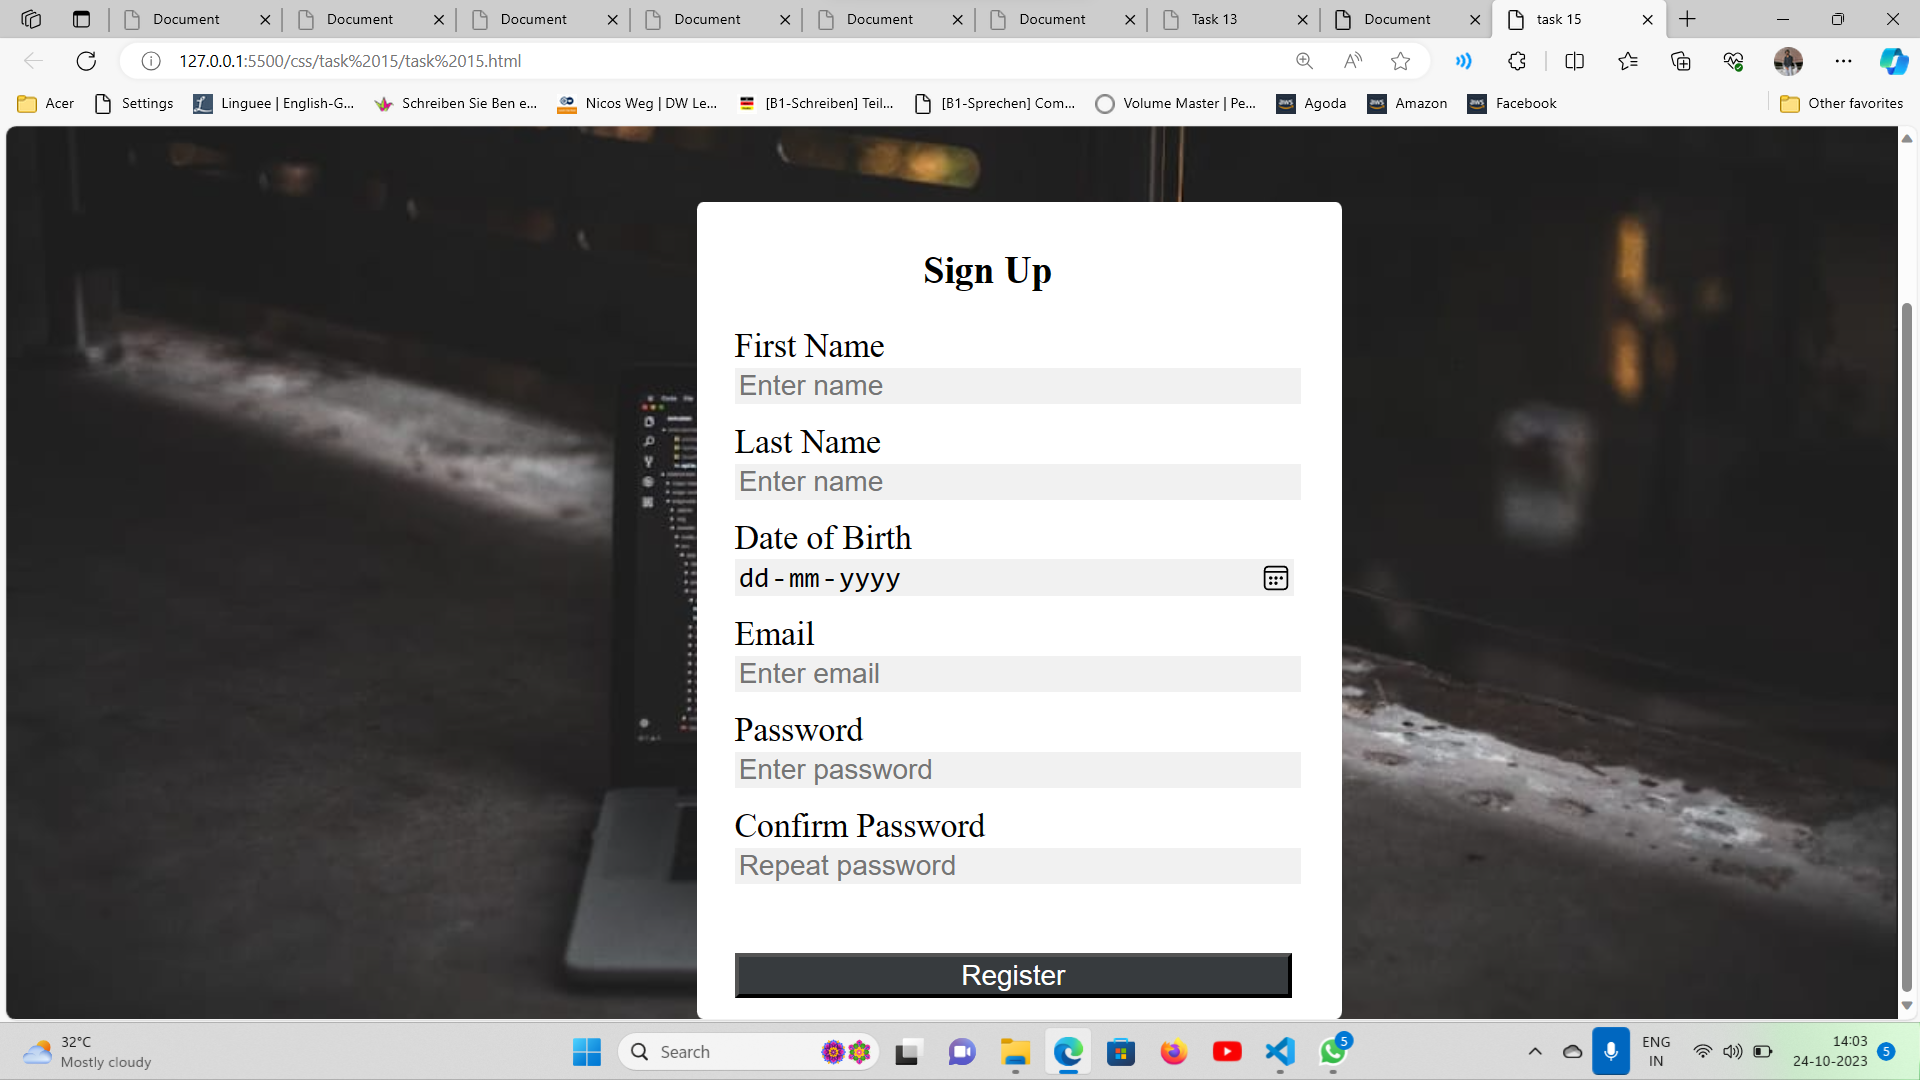 Document
Document
Document
Document
Document
Document
Task 13
Document
task 15
127.0.0.1:5500/css/task%2015/task%2015.html
Acer
Settings
Linguee | English-G...
Schreiben Sie Ben e...
Nicos Weg | DW Le...
[B1-Schreiben] Teil...
[B1-Sprechen] Com...
Volume Master | Pe...
Agoda
Amazon
Facebook
Other favorites
Sign Up
First Name
Enter name
Last Name
Enter name
Date of Birth
dd-mm-yyyy
Email
Enter email
Password
Enter password
Confirm Password
Repeat password
Register
32°C
Mostly cloudy
Search
5
ENG
IN
14:03
24-10-2023
5